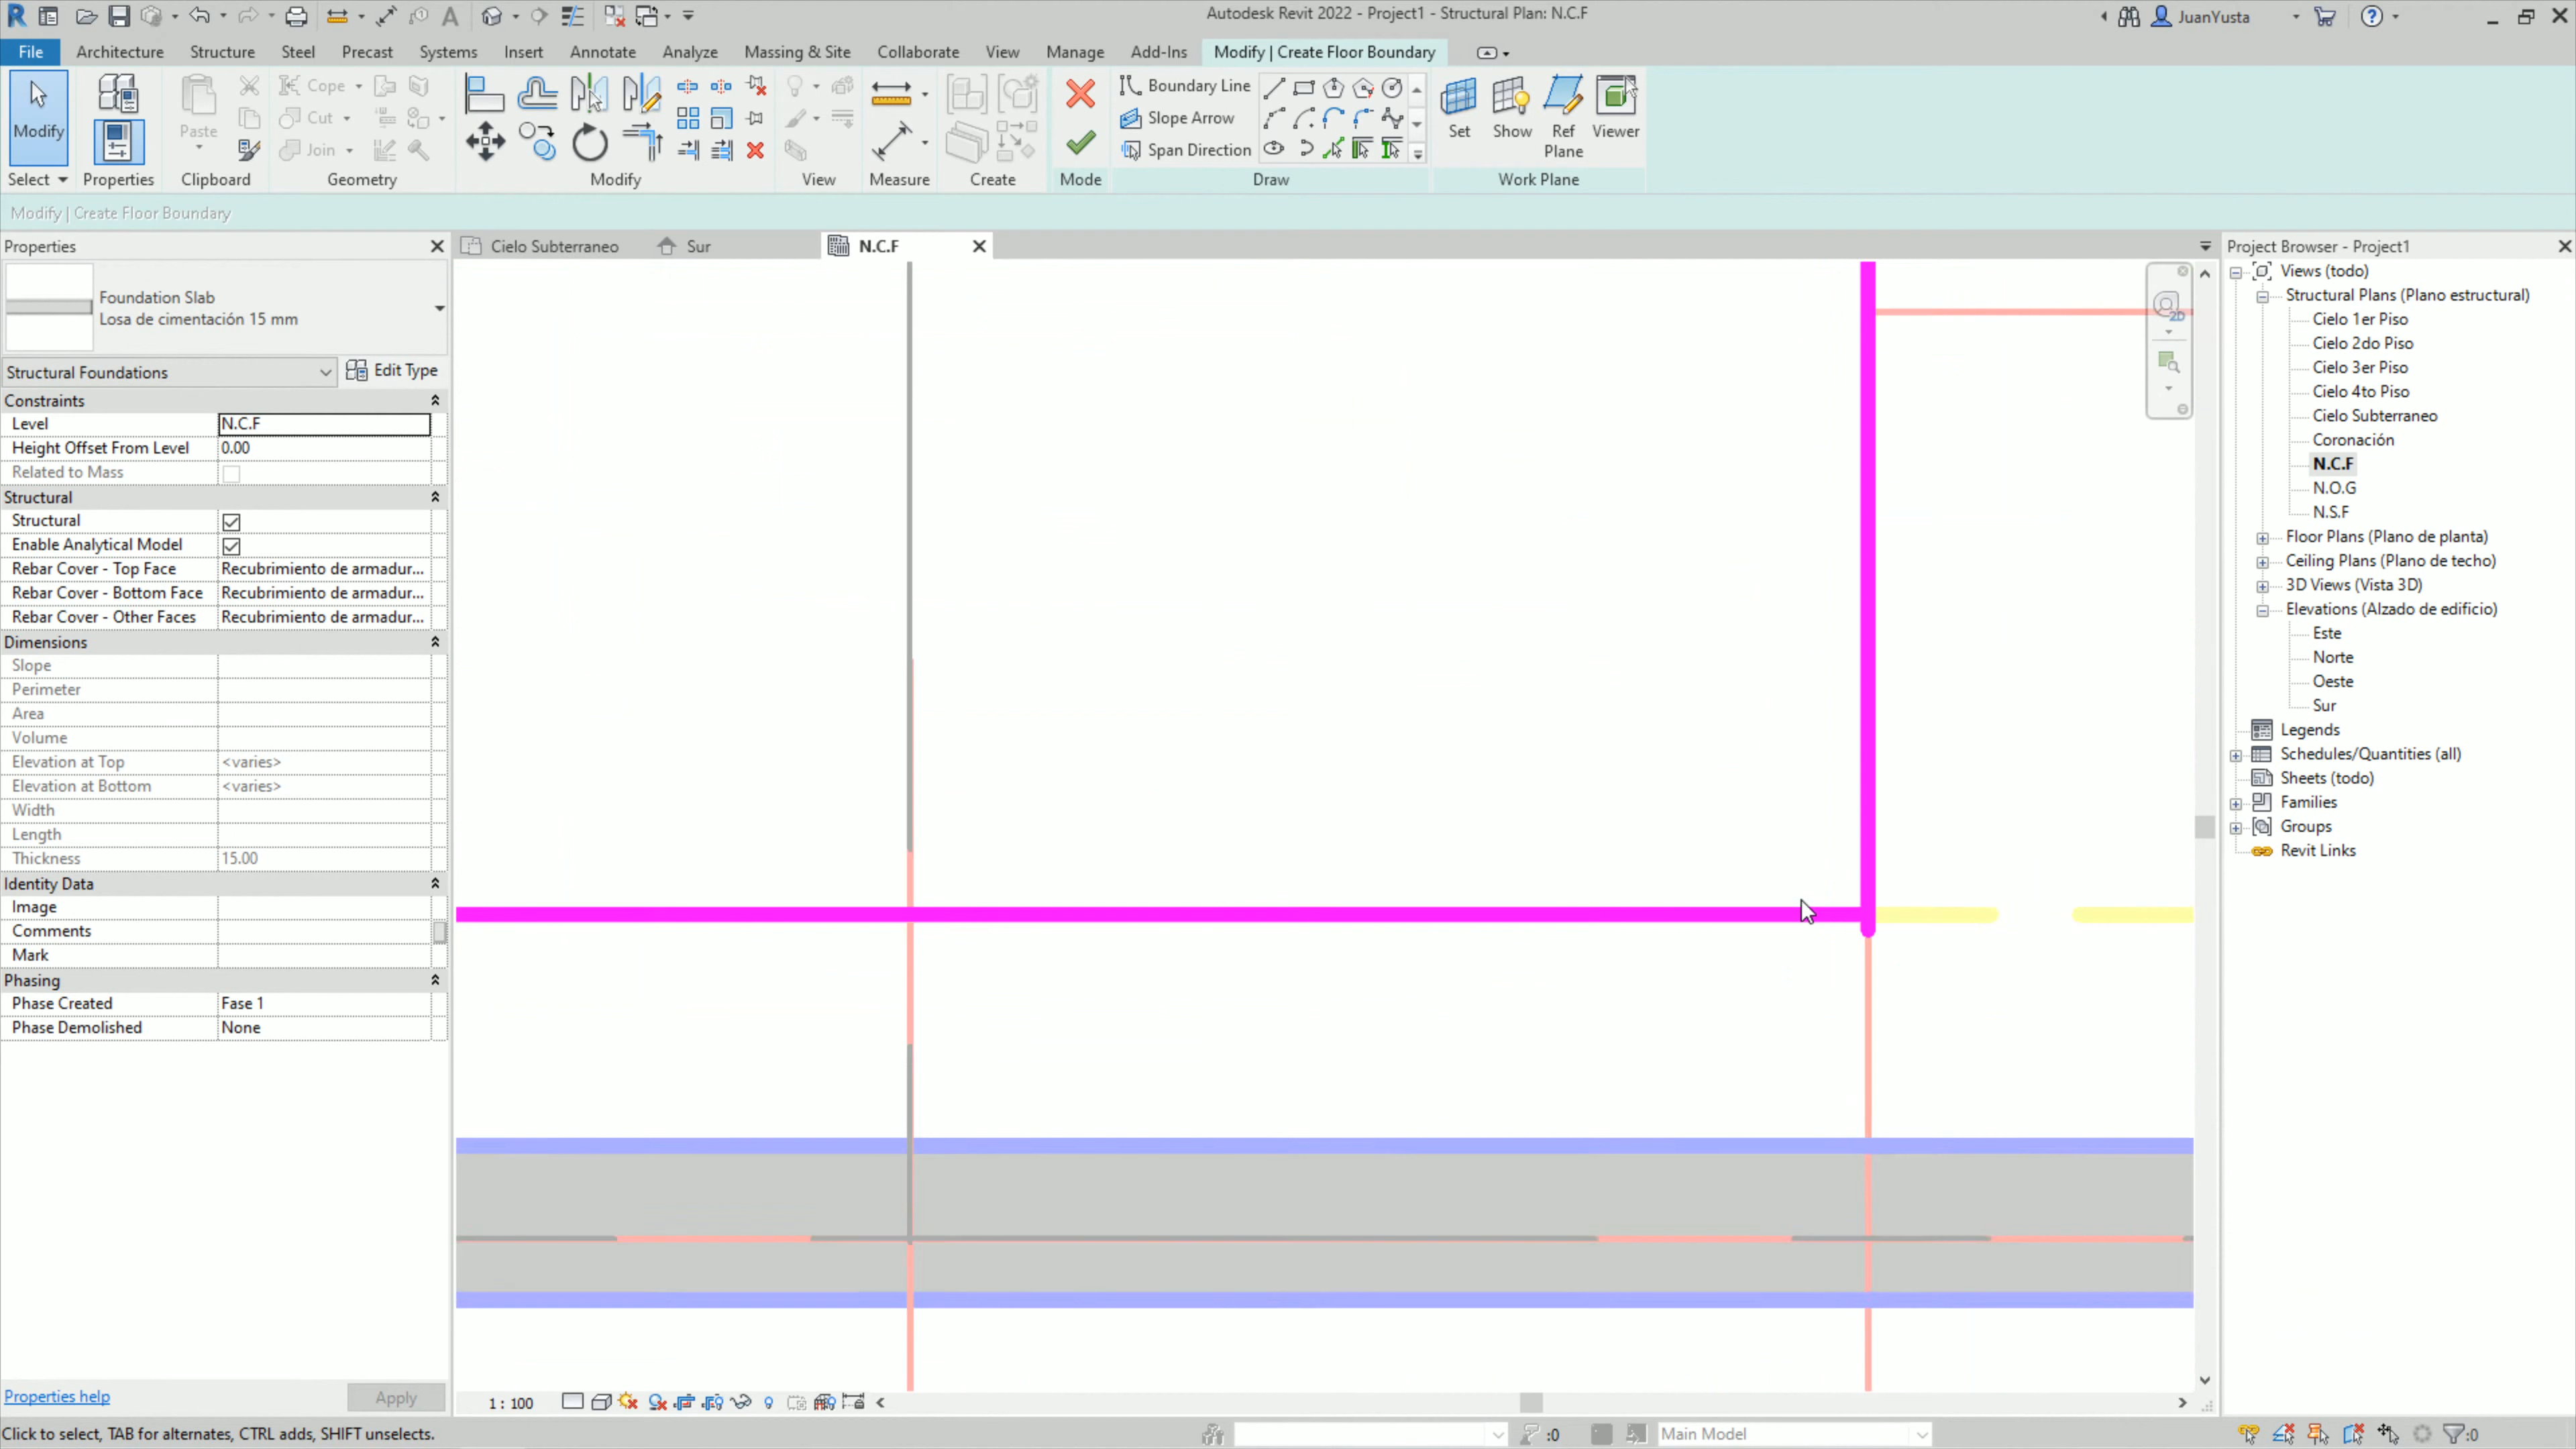 Autodesk Revit 2022 - Project1 - Structural Plan: N.C.F
JuanYusta
File Architecture Structure Steel Precast Systems Insert Annotate Analyze Massing & Site Collaborate View Manage Add-Ins Modify | Create Floor Boundary
Modify
Cope
Cut
Join
Paste
Boundary Line
Slope Arrow
Span Direction
Set
Show
Ref
Plane
Viewer
Select Properties Clipboard Geometry Modify View Measure Create Mode Draw Work Plane
Modify | Create Floor Boundary
Properties
Cielo Subterraneo
Sur
N.C.F
Foundation Slab
Losa de cimentación 15 mm
Structural Foundations
Edit Type
Constraints
Level N.C.F
Height Offset From Level 0.00
Related to Mass
Structural
Structural
Enable Analytical Model
Rebar Cover - Top Face Recubrimiento de armadur...
Rebar Cover - Bottom Face Recubrimiento de armadur...
Rebar Cover - Other Faces Recubrimiento de armadur...
Dimensions
Slope
Perimeter
Area
Volume
Elevation at Top <varies>
Elevation at Bottom <varies>
Width
Length
Thickness 15.00
Identity Data
Image
Comments
Mark
Phasing
Phase Created Fase 1
Phase Demolished None
Properties help
Apply
2D
Project Browser - Project1
Views (todo)
Structural Plans (Plano estructural)
Cielo 1er Piso
Cielo 2do Piso
Cielo 3er Piso
Cielo 4to Piso
Cielo Subterraneo
Coronación
N.C.F
N.O.G
N.S.F
Floor Plans (Plano de planta)
Ceiling Plans (Plano de techo)
3D Views (Vista 3D)
Elevations (Alzado de edificio)
Este
Norte
Oeste
Sur
Legends
Schedules/Quantities (all)
Sheets (todo)
Families
Groups
Revit Links
1 : 100
Click to select, TAB for alternates, CTRL adds, SHIFT unselects.
:0
Main Model
:0